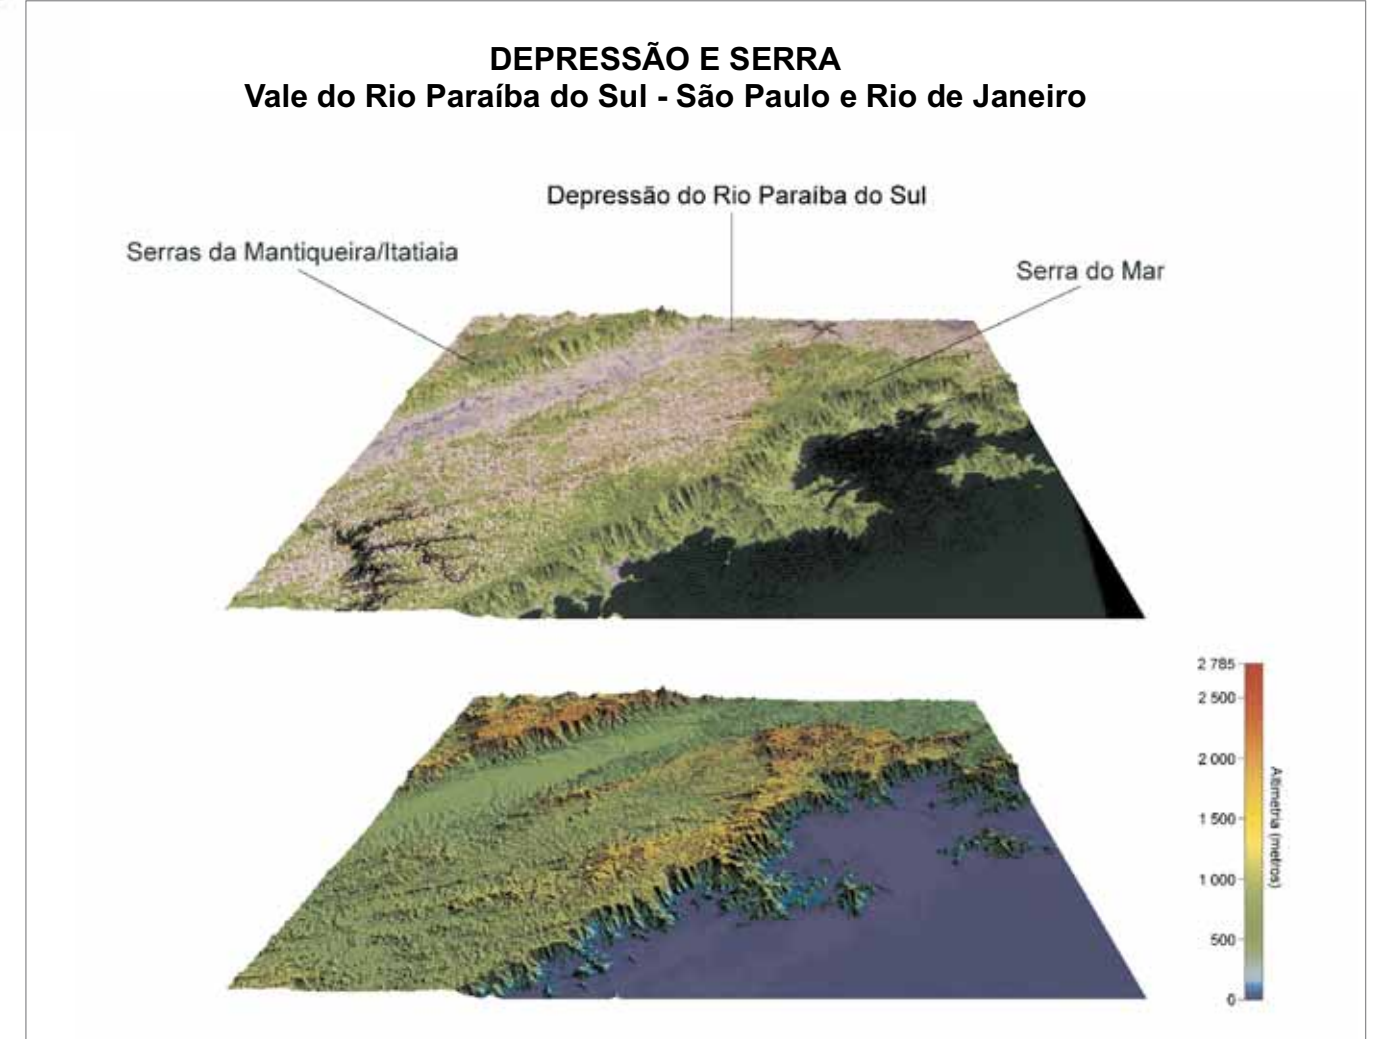 DEPRESSÃO E SERRA
Vale do Rio Paraíba do Sul - São Paulo e Rio de Janeiro
Depressão do Rio Paraíba do Sul
Serras da Mantiqueira/Itatiaia
Serra do Mar
2 785
2 500
2 000
1 500
1 000
500
0
Altimetria (metros)